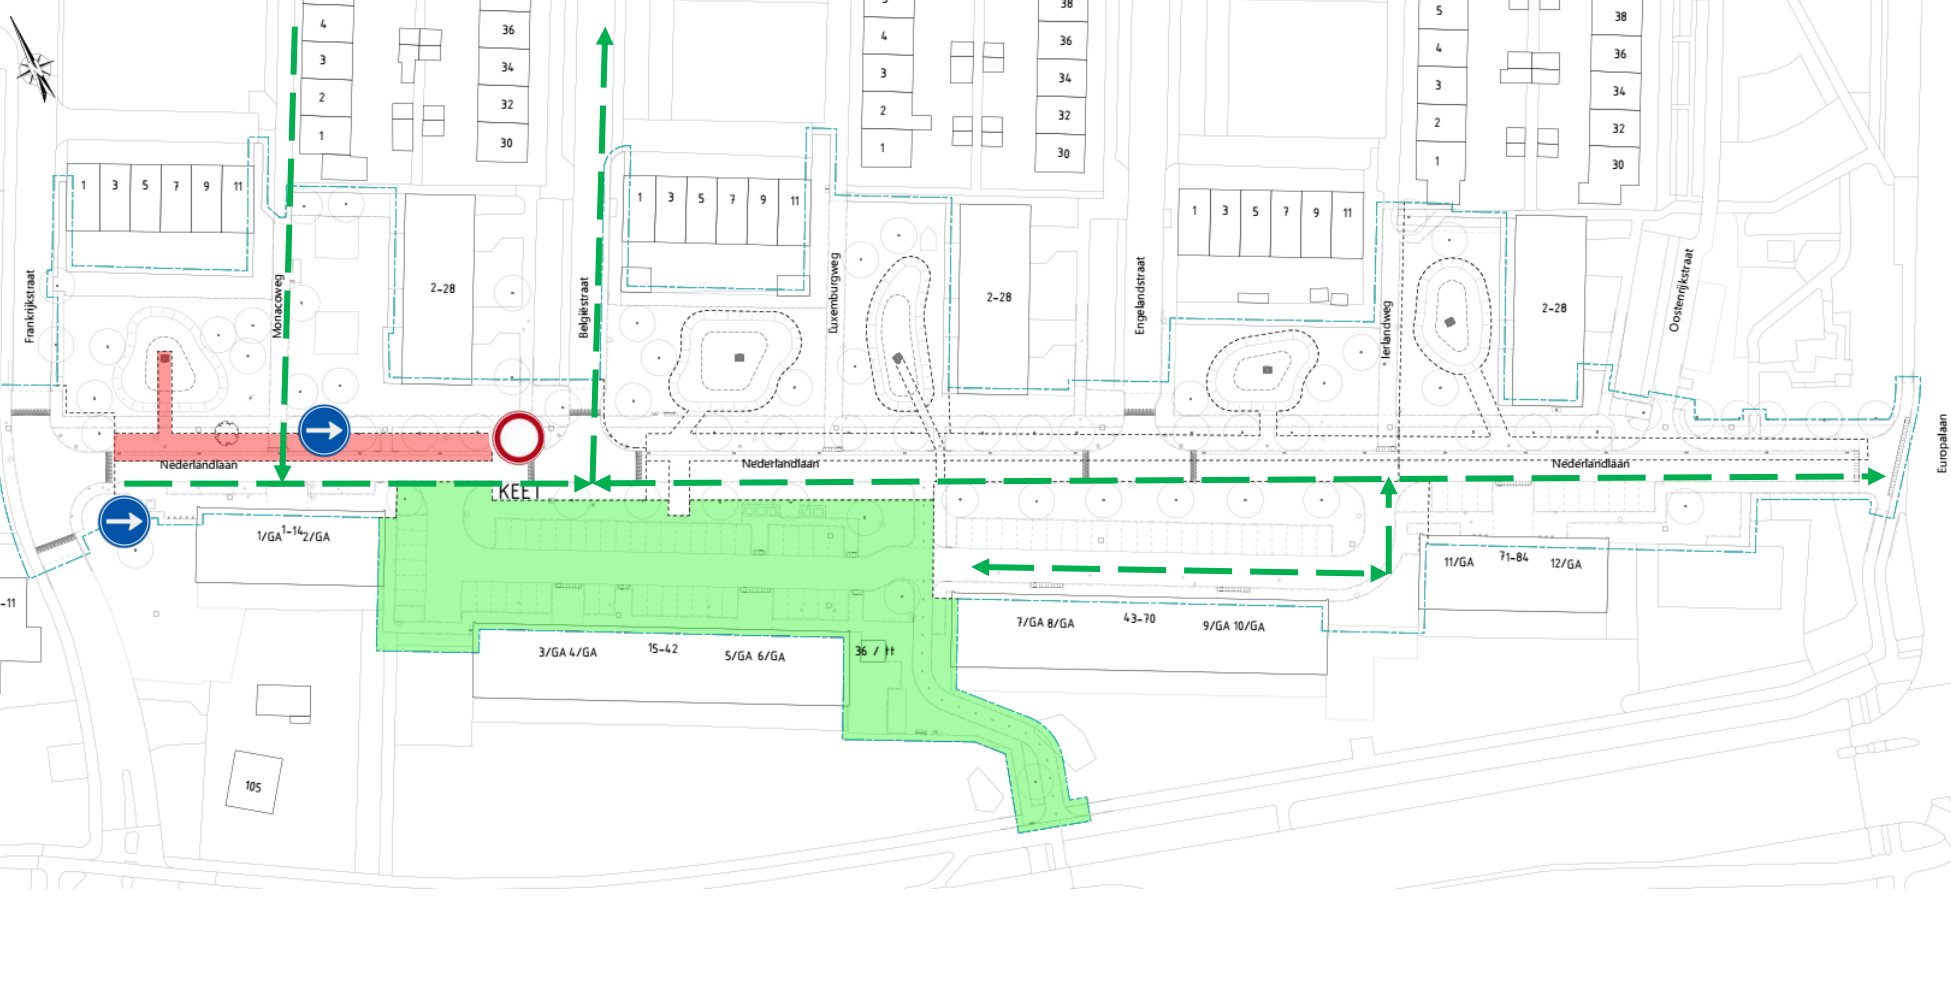 4
3
2
1
36
34
32
30
4
3
2
1
38
36
34
32
30
5
4
3
2
1
38
36
34
32
30
1 3 5 7 9 11
1 3 5 7 9 11
1 3 5 7 9 11
2-28
2-28
2-28
Frankrijkstraat
Monacoweg
Belgiëstraat
Luxemburgweg
Engelandstraat
Ierlandweg
Oostenrijkstraat
Europalaan
Nederlandlaan
Nederlandlaan
Nederlandlaan
KEET
1/GA 1-14 2/GA
3/GA 4/GA 15-42 5/GA 6/GA
36 / tt
7/GA 8/GA 43-70 9/GA 10/GA
11/GA 71-84 12/GA
-11
105